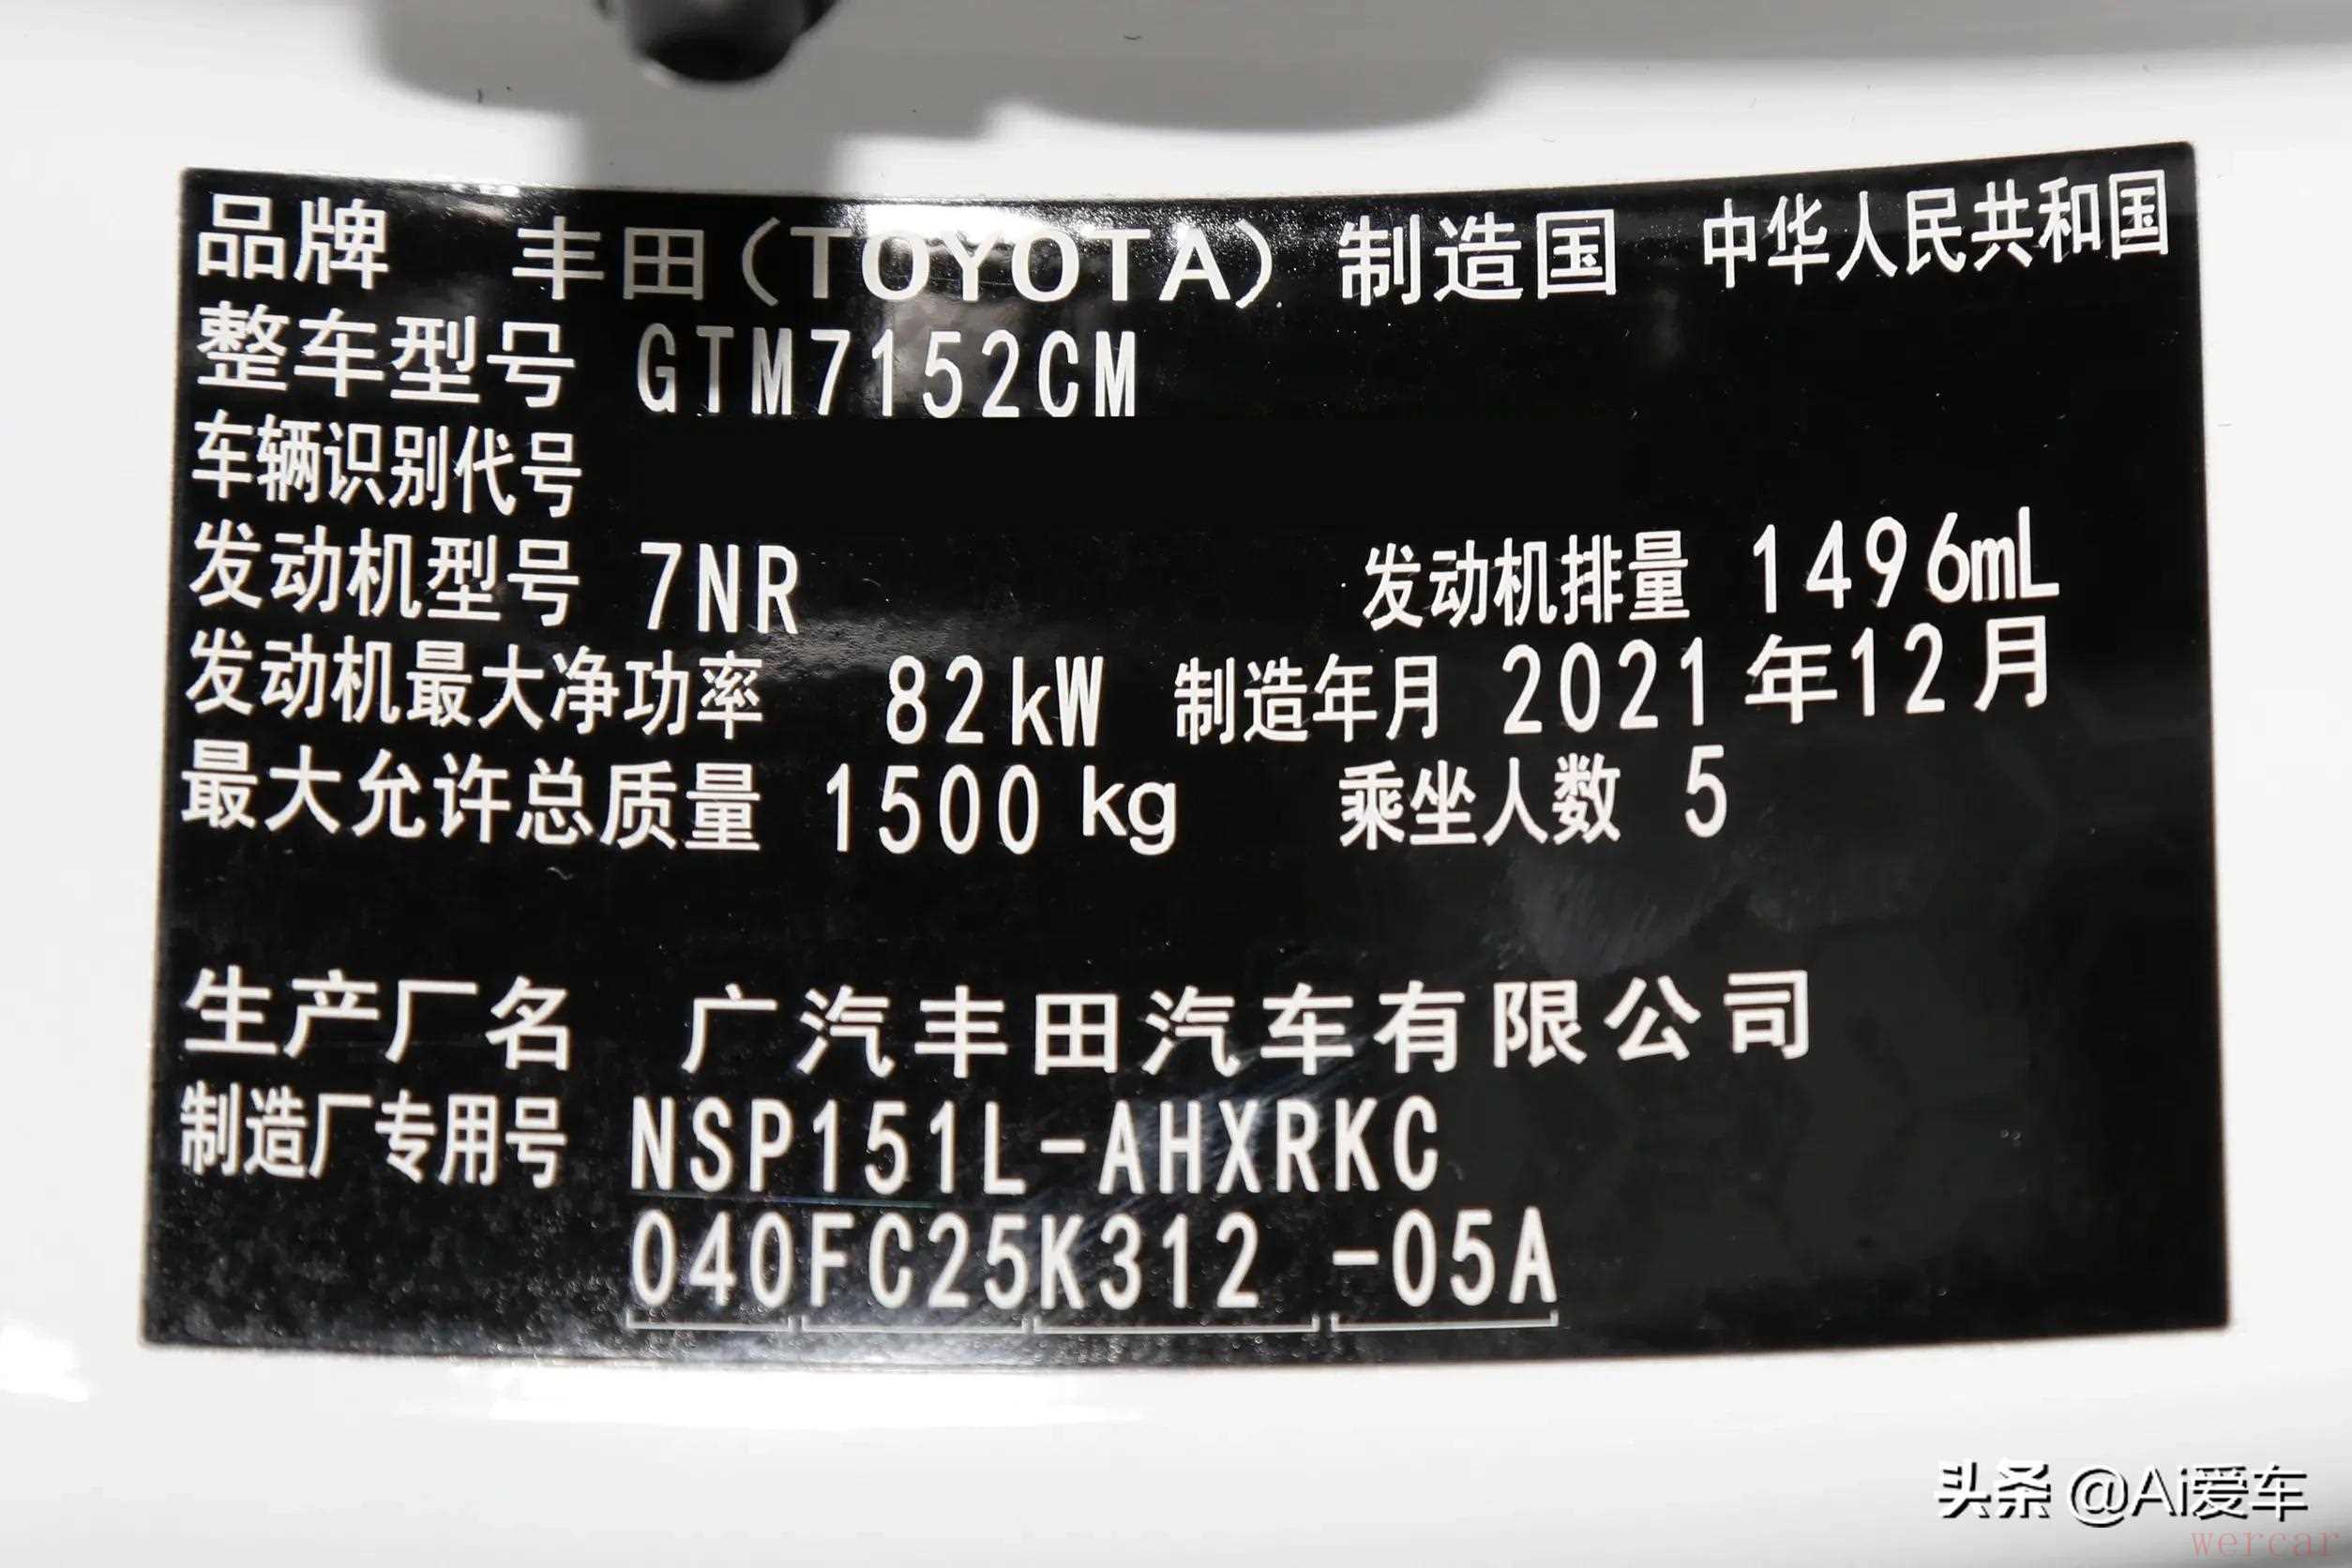 品牌 丰田(TOYOTA) 制造国 中华人民共和国
整车型号 GTM7152CM
车辆识别代号
发动机型号 7NR 发动机排量 1496mL
发动机最大净功率 82kW 制造年月 2021年12月
最大允许总质量 1500kg 乘坐人数 5
生产厂名 广汽丰田汽车有限公司
制造厂专用号 NSP151L-AHXRKC
040FC25K312 -05A
头条 @Ai爱车
wercar